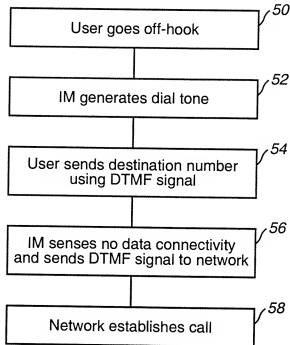 50
User goes off-hook
52
IM generates dial tone
54
User sends destination number
using DTMF signal
56
IM senses no data connectivity
and sends DTMF signal to network
58
Network establishes call